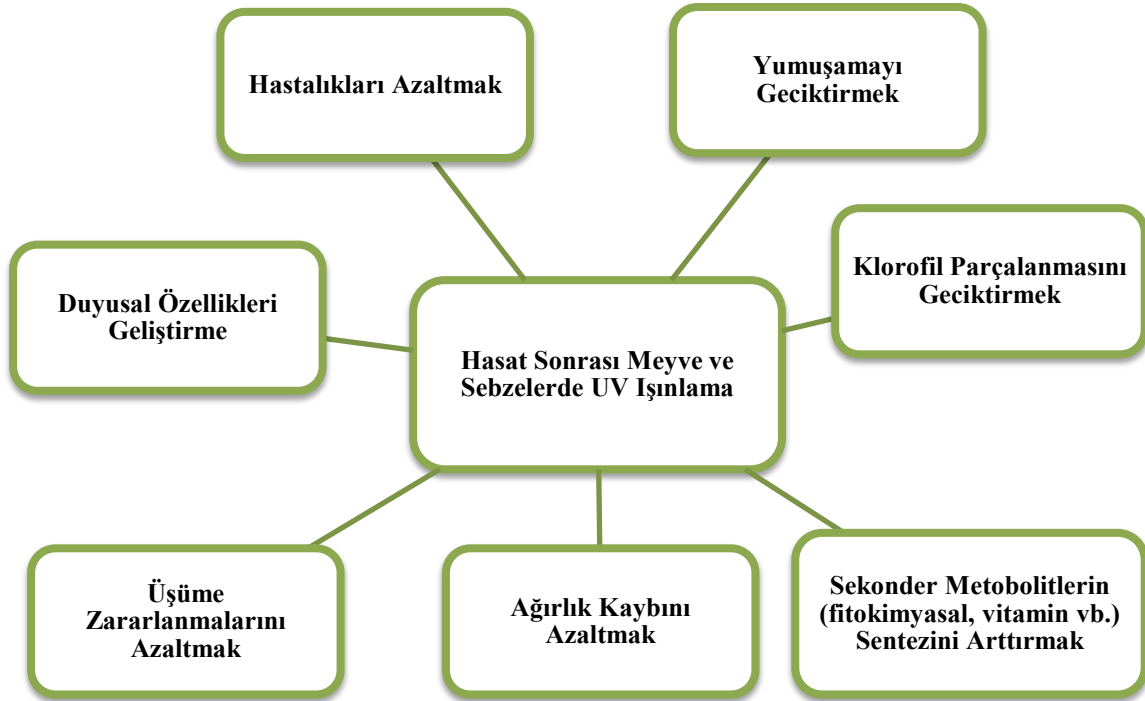 Hastalıkları Azaltmak
Yumuşamayı
Geciktirmek
Klorofil Parçalanmasını
Geciktirmek
Duyusal Özellikleri
Geliştirme
Hasat Sonrası Meyve ve
Sebzelerde UV Işınlama
Üşüme
Zararlanmalarını
Azaltmak
Ağırlık Kaybını
Azaltmak
Sekonder Metobolitlerin
(fitokimyasal, vitamin vb.)
Sentezini Arttırmak